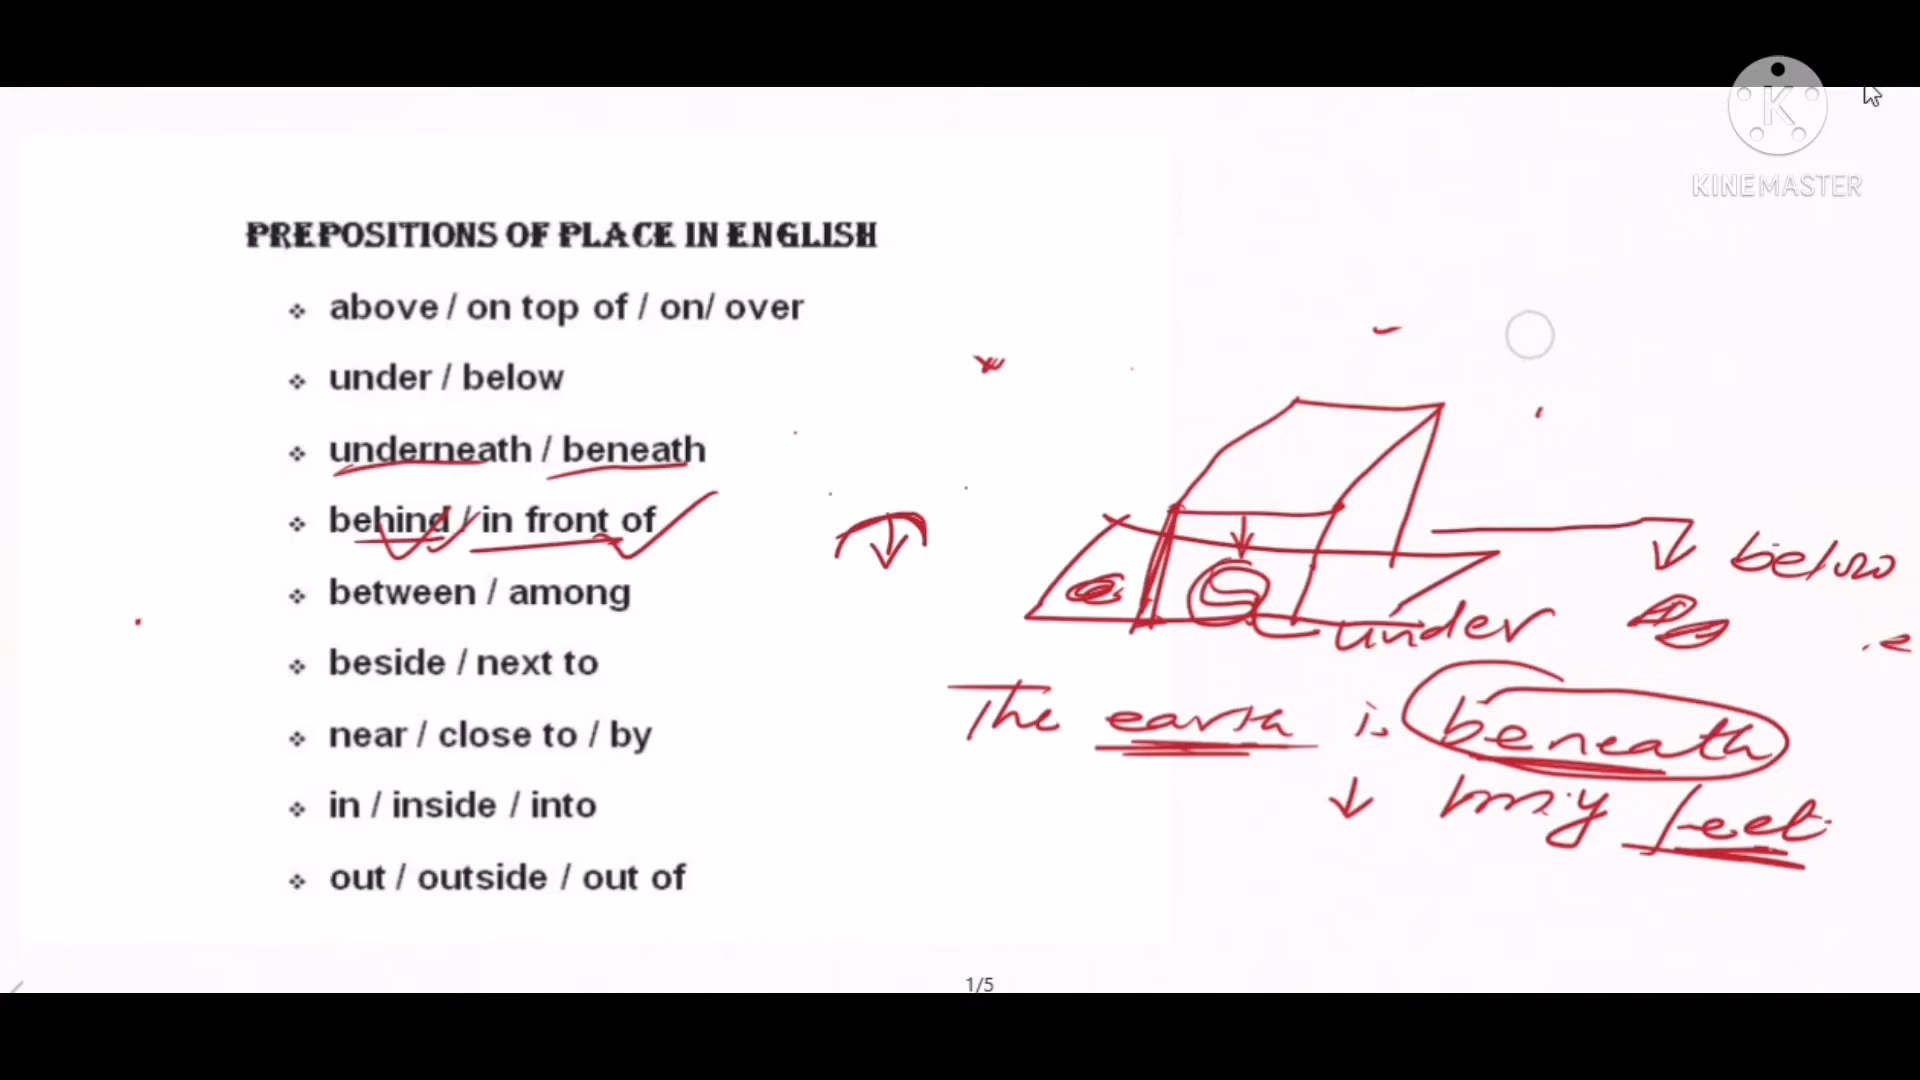 KINEMASTER
PREPOSITIONS OF PLACE IN ENGLISH
above / on top of / on/ over
under / below
underneath / beneath
behind / in front of
between / among
beside / next to
near / close to / by
in / inside / into
out / outside / out of
below
under
The earth is beneath
my feet
1/5